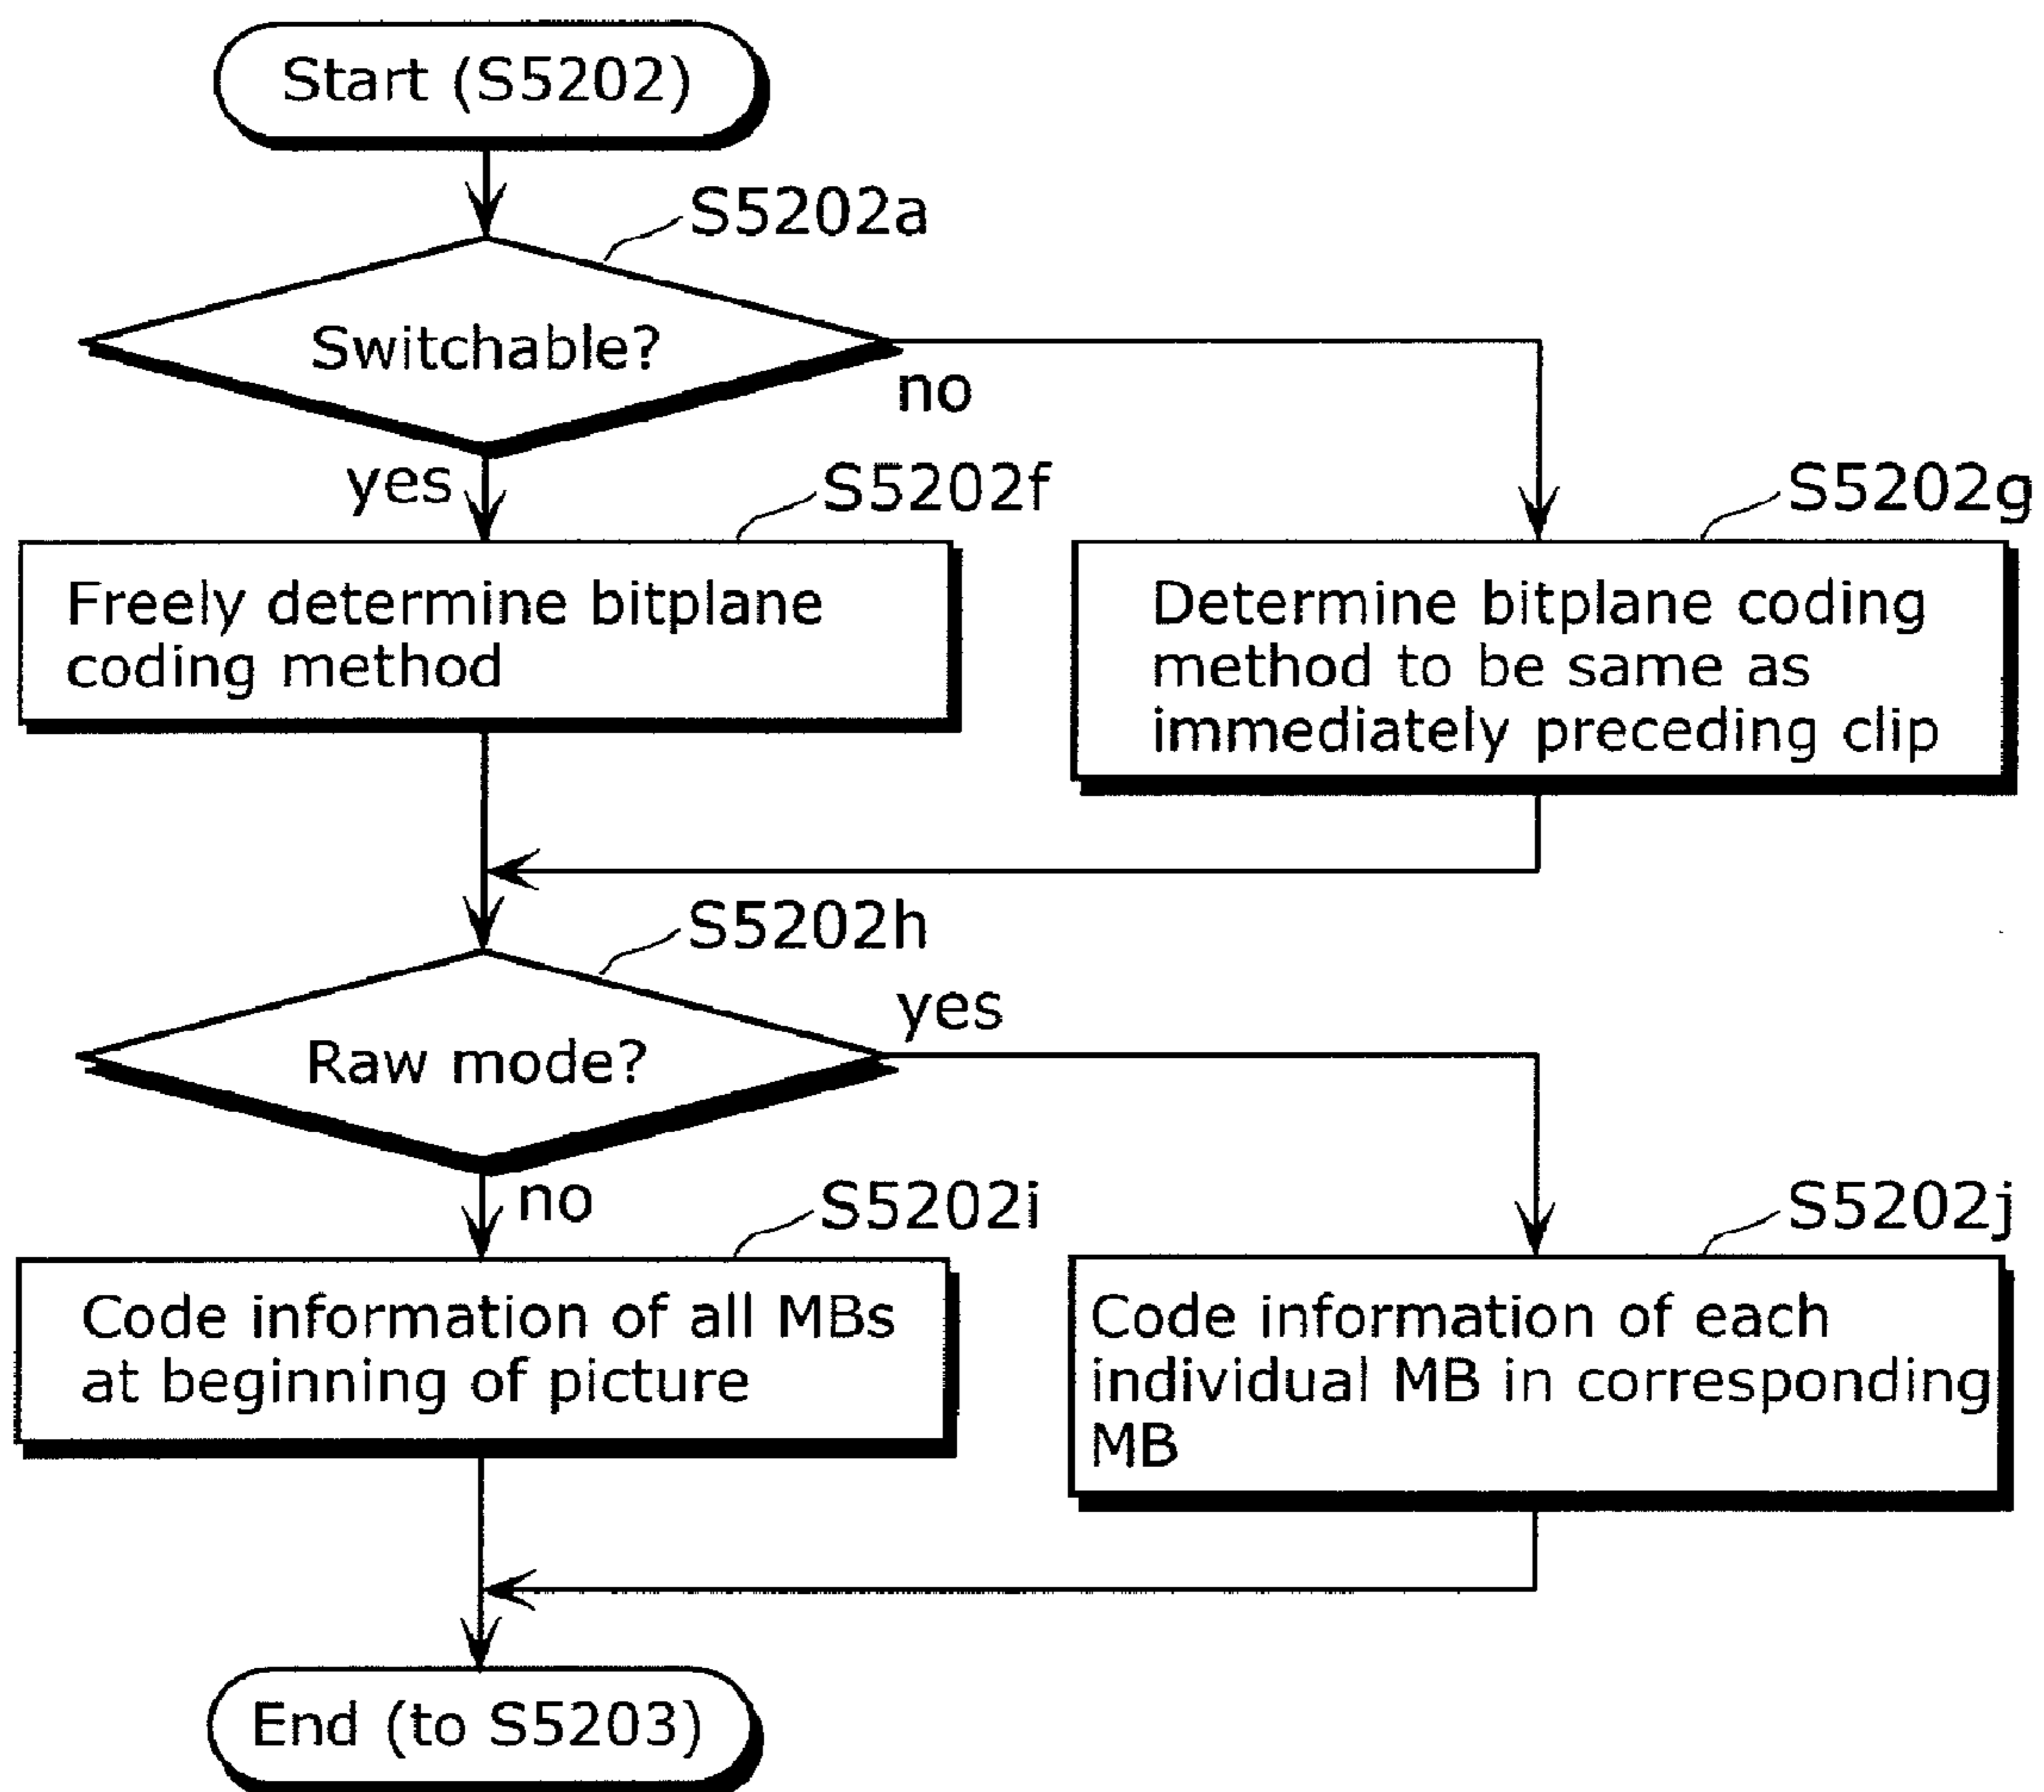 Start (S5202)
S5202a
Switchable?
no
yes
S5202f
S5202g
Freely determine bitplane
coding method
Determine bitplane coding
method to be same as
immediately preceding clip
S5202h
yes
Raw mode?
no
S5202i
S5202j
Code information of all MBs
at beginning of picture
Code information of each
individual MB in corresponding
MB
End (to S5203)